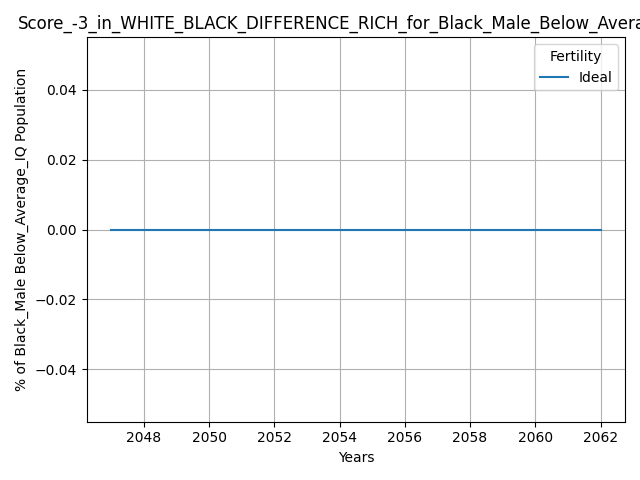 Score_-3_in_WHITE_BLACK_DIFFERENCE_RICH_for_Black_Male_Below_Avera
Fertility
Ideal
0.04
0.02
0.00
−0.02
−0.04
% of Black_Male Below_Average_IQ Population
2048 2050 2052 2054 2056 2058 2060 2062
Years